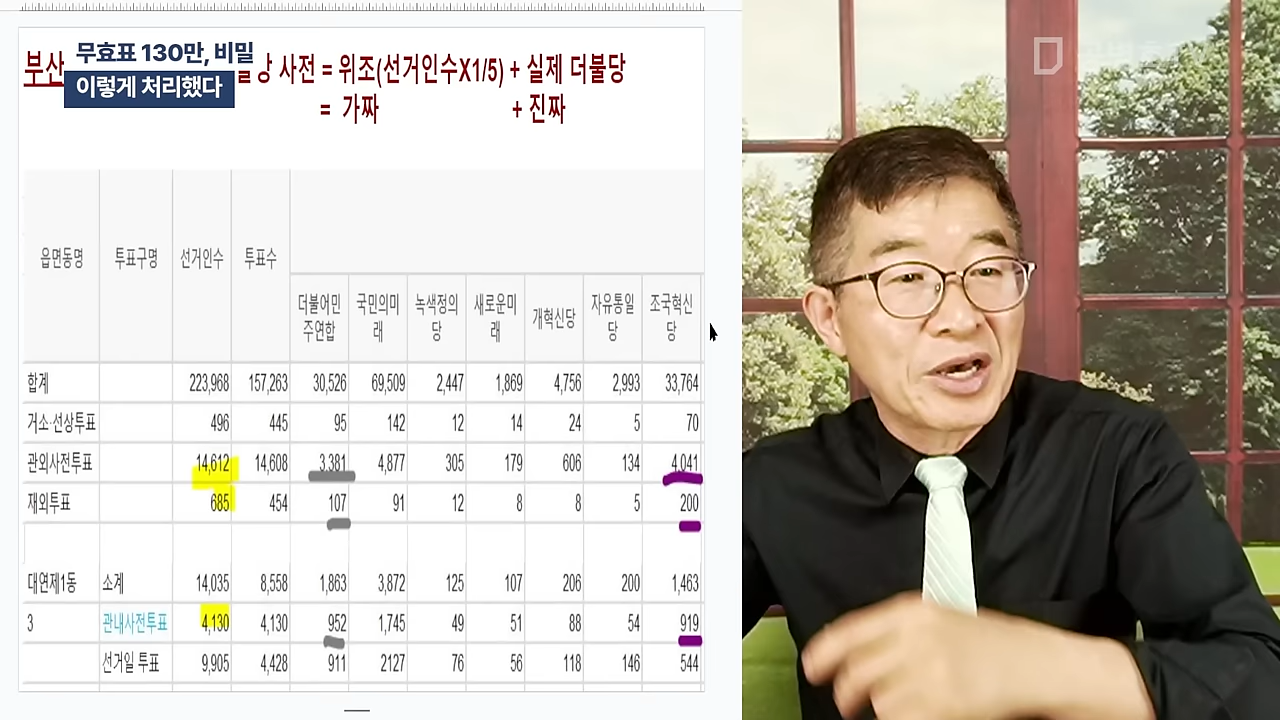 무효표 130만, 비밀
이렇게 처리했다
부산 사전 = 위조(선거인수X1/5) + 실제 더불당
= 가짜 + 진짜
읍면동명 투표구명 선거인수 투표수
더불어민주연합 국민의미래 녹색정의당 새로운미래 개혁신당 자유통일당 조국혁신당
합계 223,968 157,263 30,526 69,509 2,447 1,869 4,756 2,993 33,764
거소·선상투표 496 445 95 142 12 14 24 5 70
관외사전투표 14,612 14,608 3,381 4,877 305 179 606 134 4,041
재외투표 685 454 107 91 12 8 8 5 200
대연제1동 소계 14,035 8,558 1,863 3,872 125 107 206 200 1,463
3 관내사전투표 4,130 4,130 952 1,745 49 51 88 54 919
선거일 투표 9,905 4,428 911 2127 76 56 118 146 544